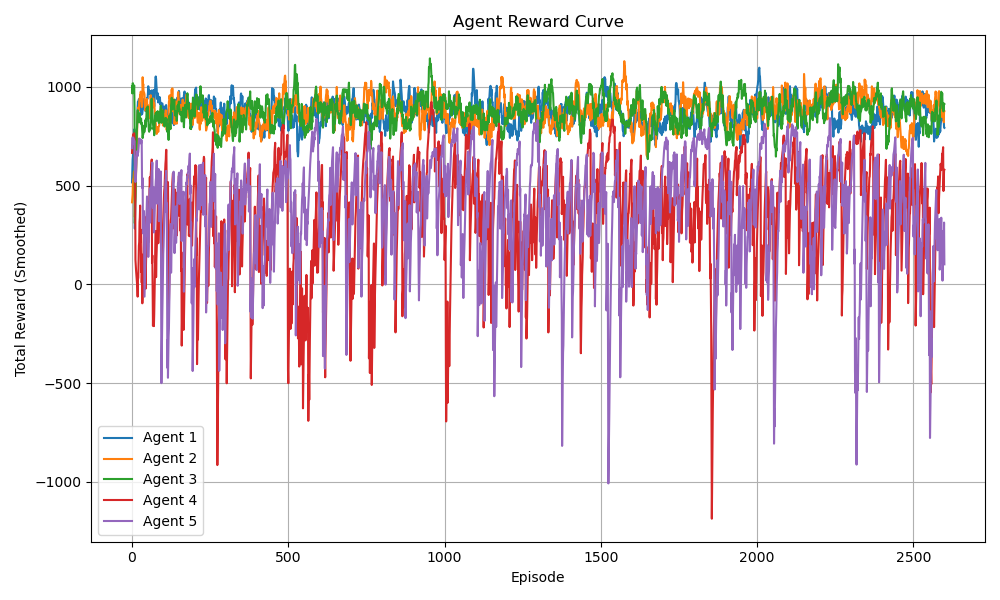 Agent Reward Curve
Total Reward (Smoothed)
1000
500
0
−500
−1000
Agent 1
Agent 2
Agent 3
Agent 4
Agent 5
0 500 1000 1500 2000 2500
Episode